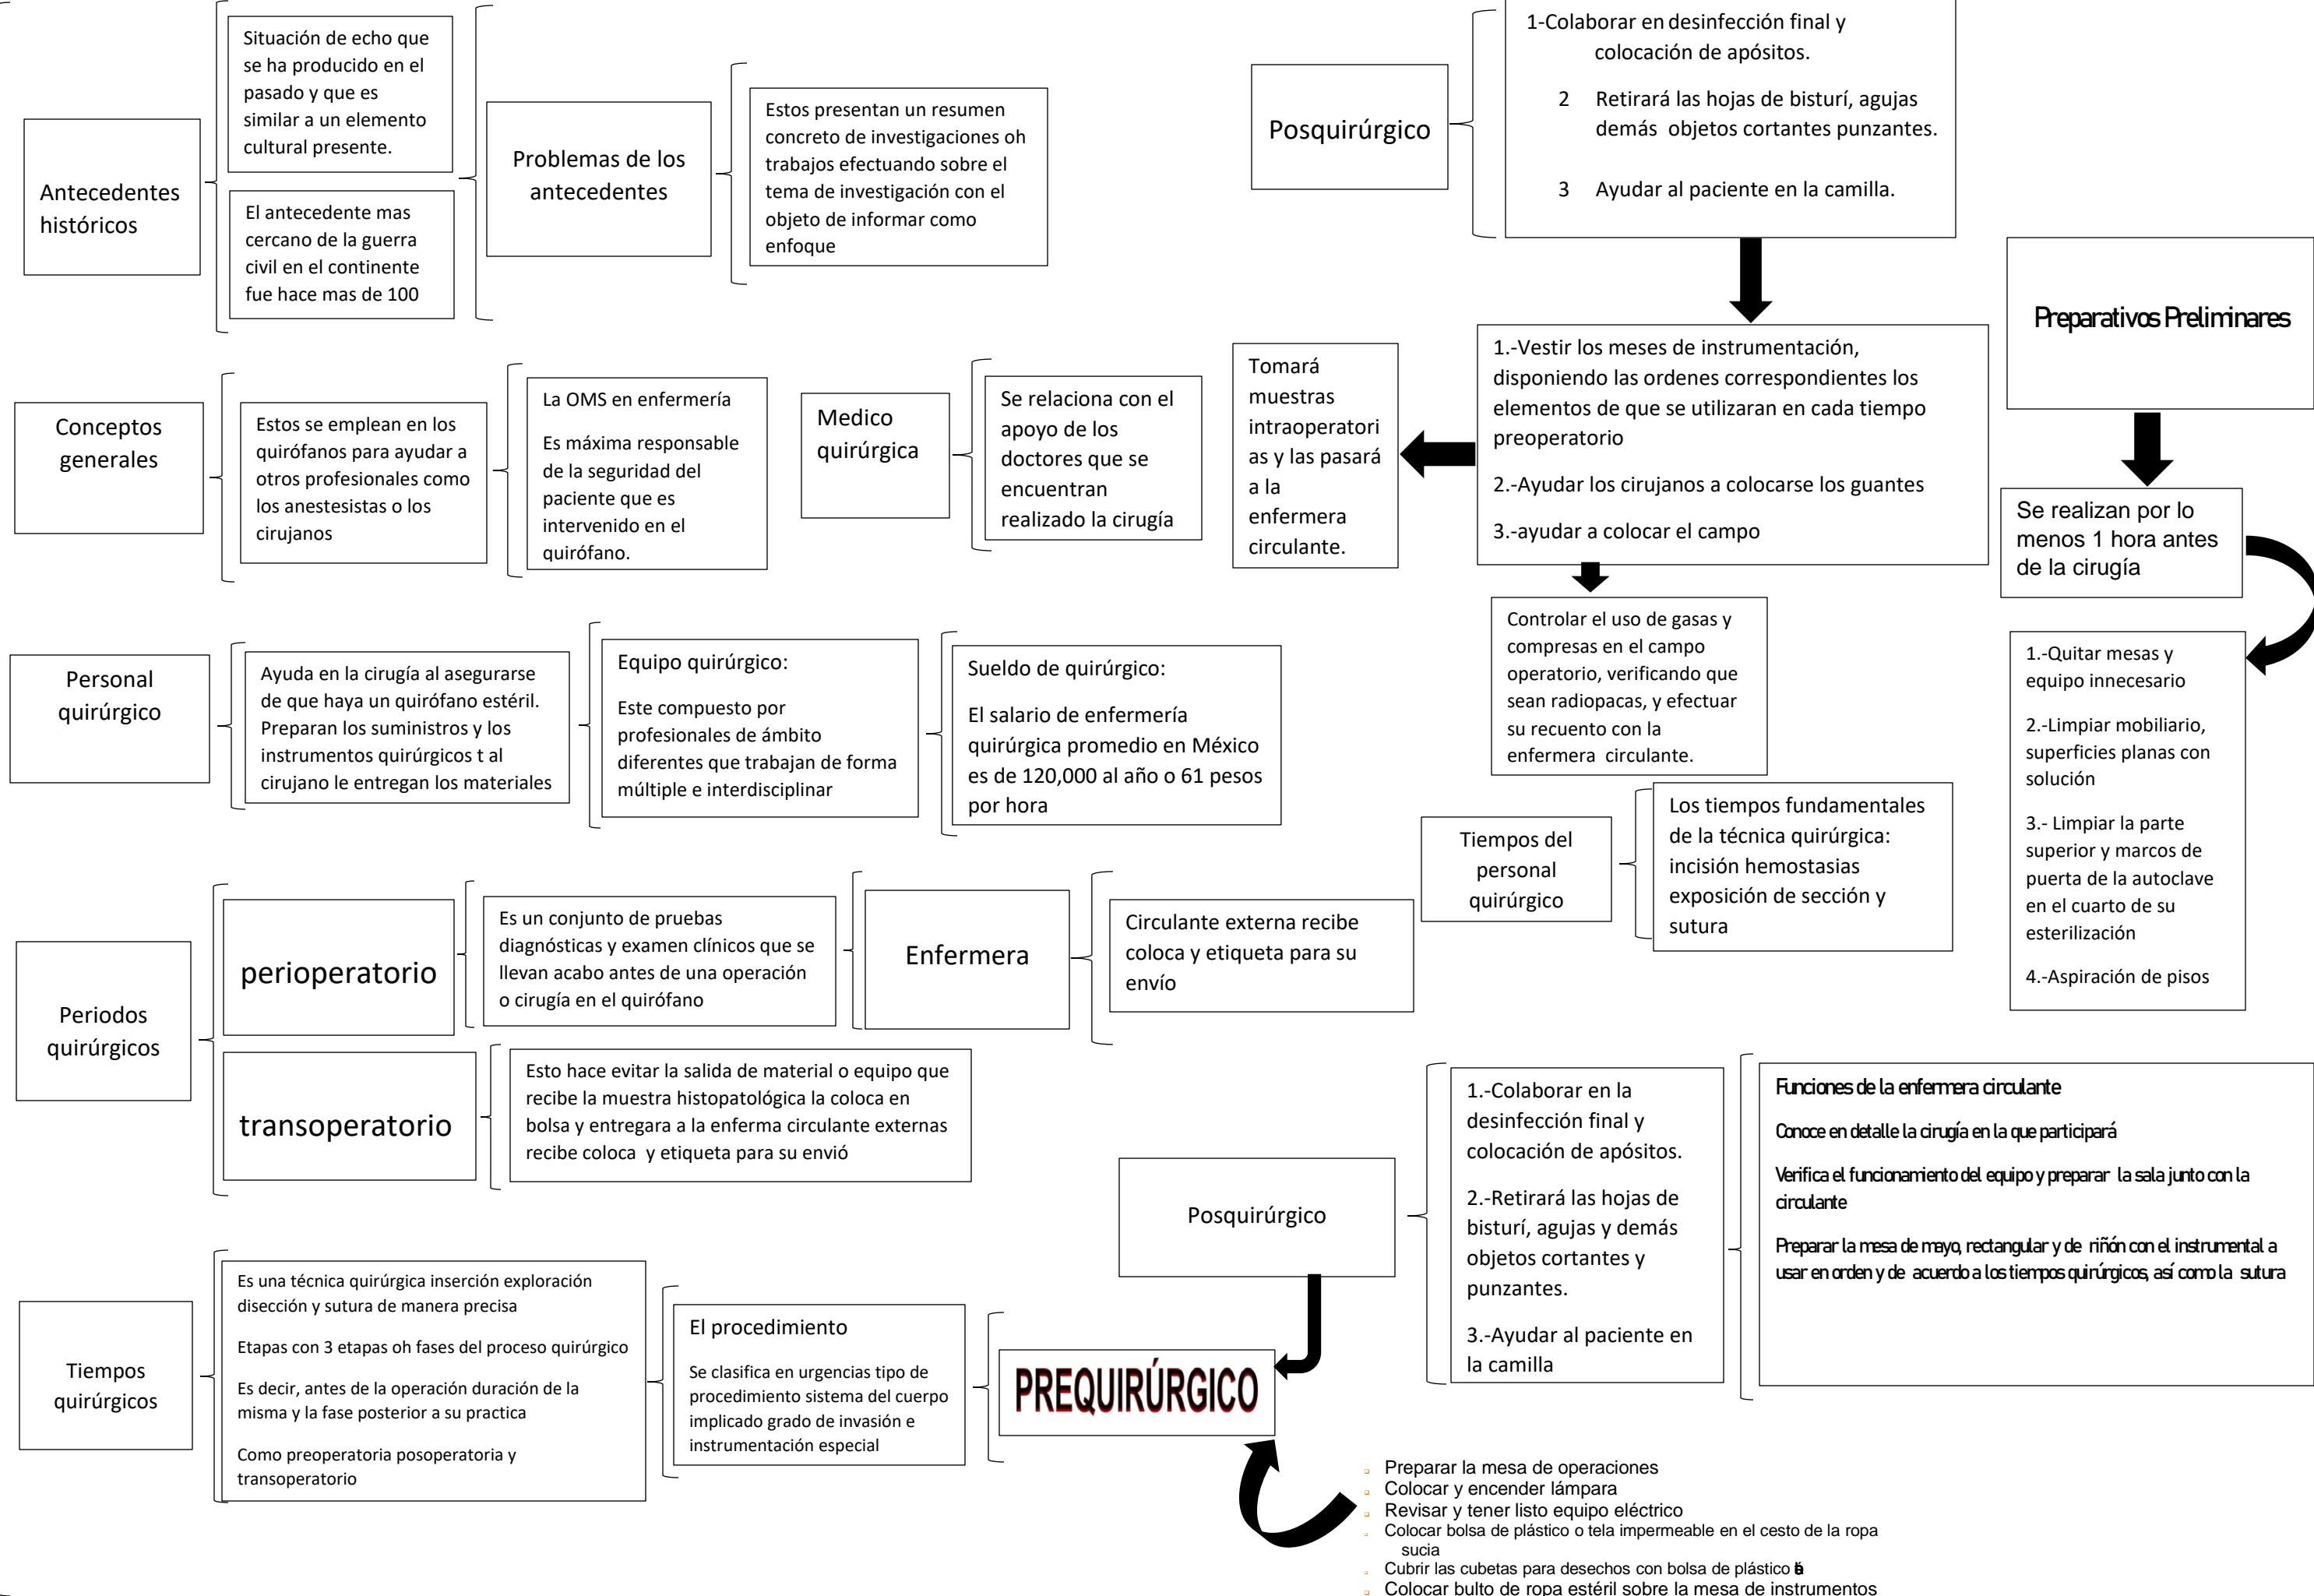 Antecedentes
históricos
Situación de echo que
se ha producido en el
pasado y que es
similar a un elemento
cultural presente.
El antecedente mas
cercano de la guerra
civil en el continente
fue hace mas de 100
Problemas de los
antecedentes
Estos presentan un resumen
concreto de investigaciones oh
trabajos efectuando sobre el
tema de investigación con el
objeto de informar como
enfoque
Posquirúrgico
1-Colaborar en desinfección final y
colocación de apósitos.
2 Retirará las hojas de bisturí, agujas
demás objetos cortantes punzantes.
3 Ayudar al paciente en la camilla.
Preparativos Preliminares
Conceptos
generales
Estos se emplean en los
quirófanos para ayudar a
otros profesionales como
los anestesistas o los
cirujanos
La OMS en enfermería
Es máxima responsable
de la seguridad del
paciente que es
intervenido en el
quirófano.
Medico
quirúrgica
Se relaciona con el
apoyo de los
doctores que se
encuentran
realizado la cirugía
Tomará
muestras
intraoperatori
as y las pasará
a la
enfermera
circulante.
1.-Vestir los meses de instrumentación,
disponiendo las ordenes correspondientes los
elementos de que se utilizaran en cada tiempo
preoperatorio
2.-Ayudar los cirujanos a colocarse los guantes
3.-ayudar a colocar el campo
Se realizan por lo
menos 1 hora antes
de la cirugía
Controlar el uso de gasas y
compresas en el campo
operatorio, verificando que
sean radiopacas, y efectuar
su recuento con la
enfermera circulante.
1.-Quitar mesas y
equipo innecesario
2.-Limpiar mobiliario,
superficies planas con
solución
3.- Limpiar la parte
superior y marcos de
puerta de la autoclave
en el cuarto de su
esterilización
4.-Aspiración de pisos
Personal
quirúrgico
Ayuda en la cirugía al asegurarse
de que haya un quirófano estéril.
Preparan los suministros y los
instrumentos quirúrgicos t al
cirujano le entregan los materiales
Equipo quirúrgico:
Este compuesto por
profesionales de ámbito
diferentes que trabajan de forma
múltiple e interdisciplinar
Sueldo de quirúrgico:
El salario de enfermería
quirúrgica promedio en México
es de 120,000 al año o 61 pesos
por hora
Tiempos del
personal
quirúrgico
Los tiempos fundamentales
de la técnica quirúrgica:
incisión hemostasias
exposición de sección y
sutura
Periodos
quirúrgicos
perioperatorio
Es un conjunto de pruebas
diagnósticas y examen clínicos que se
llevan acabo antes de una operación
o cirugía en el quirófano
Enfermera
Circulante externa recibe
coloca y etiqueta para su
envío
transoperatorio
Esto hace evitar la salida de material o equipo que
recibe la muestra histopatológica la coloca en
bolsa y entregara a la enferma circulante externas
recibe coloca y etiqueta para su envió
Posquirúrgico
1.-Colaborar en la
desinfección final y
colocación de apósitos.
2.-Retirará las hojas de
bisturí, agujas y demás
objetos cortantes y
punzantes.
3.-Ayudar al paciente en
la camilla
Funciones de la enfermera circulante
Conoce en detalle la cirugía en la que participará
Verifica el funcionamiento del equipo y preparar la sala junto con la
circulante
Preparar la mesa de mayo, rectangular y de riñón con el instrumental a
usar en orden y de acuerdo a los tiempos quirúrgicos, así como la sutura
Tiempos
quirúrgicos
Es una técnica quirúrgica inserción exploración
disección y sutura de manera precisa
Etapas con 3 etapas oh fases del proceso quirúrgico
Es decir, antes de la operación duración de la
misma y la fase posterior a su practica
Como preoperatoria posoperatoria y
transoperatorio
El procedimiento
Se clasifica en urgencias tipo de
procedimiento sistema del cuerpo
implicado grado de invasión e
instrumentación especial
PREQUIRÚRGICO
Preparar la mesa de operaciones
Colocar y encender lámpara
Revisar y tener listo equipo eléctrico
Colocar bolsa de plástico o tela impermeable en el cesto de la ropa
sucia
Cubrir las cubetas para desechos con bolsa de plástico
Colocar bulto de ropa estéril sobre la mesa de instrumentos